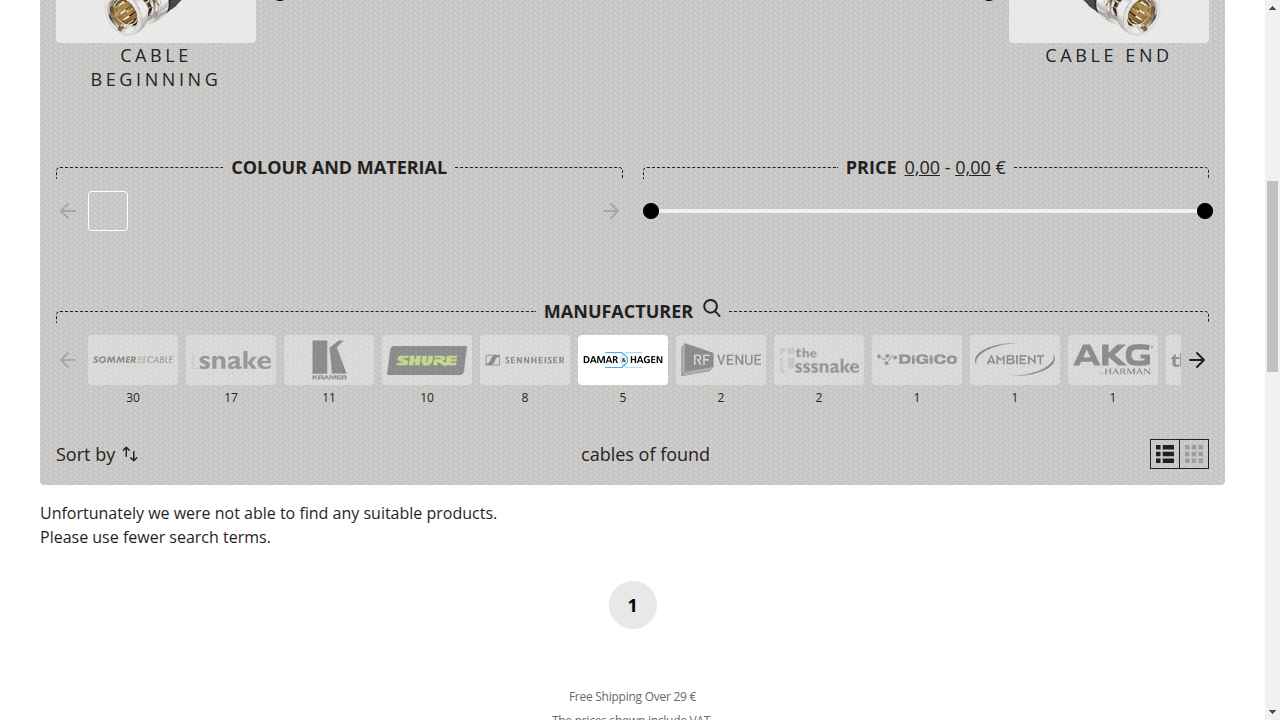 CABLE BEGINNING
CABLE END
COLOUR AND MATERIAL
PRICE 0,00 - 0,00 €
MANUFACTURER
SOMMER CABLE
snake
KRAMER
SHURE
SENNHEISER
DAMAR & HAGEN
RF VENUE
the sssnake
DiGiCo
AMBIENT
AKG by HARMAN
30 17 11 10 8 5 2 2 1 1 1
Sort by
cables of found
Unfortunately we were not able to find any suitable products.
Please use fewer search terms.
1
Free Shipping Over 29 €
The prices shown include VAT